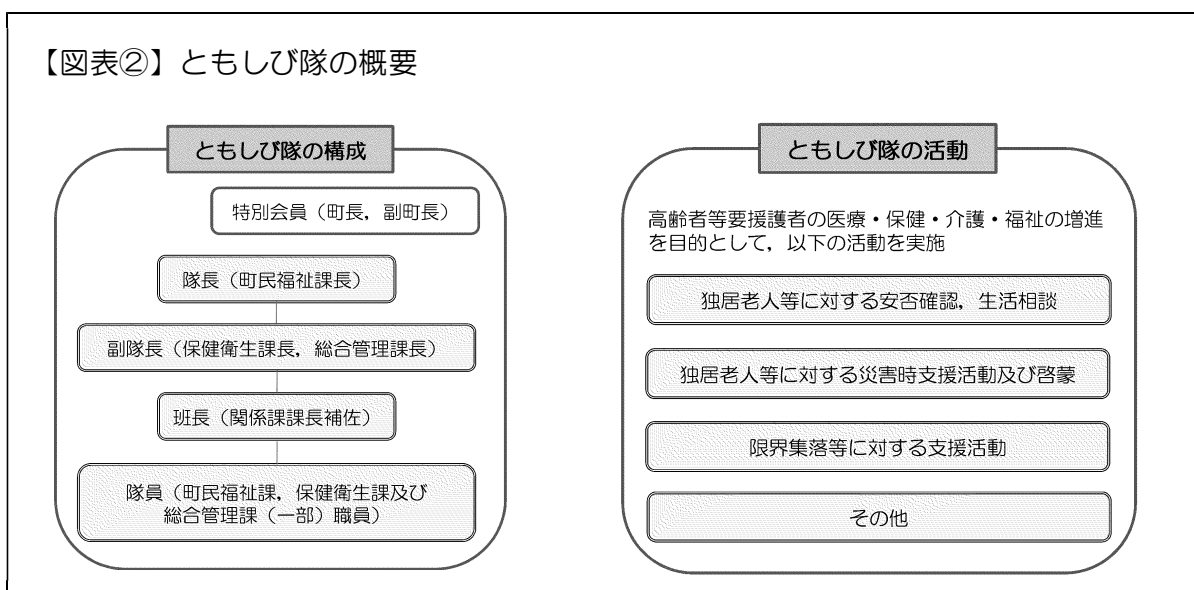 【図表②】ともしび隊の概要
ともしび隊の構成
特別会員（町長，副町長）
隊長（町民福祉課長）
副隊長（保健衛生課長，総合管理課長）
班長（関係課課長補佐）
隊員（町民福祉課，保健衛生課及び
総合管理課（一部）職員）
ともしび隊の活動
高齢者等要援護者の医療・保健・介護・福祉の増進
を目的として，以下の活動を実施
独居老人等に対する安否確認，生活相談
独居老人等に対する災害時支援活動及び啓蒙
限界集落等に対する支援活動
その他